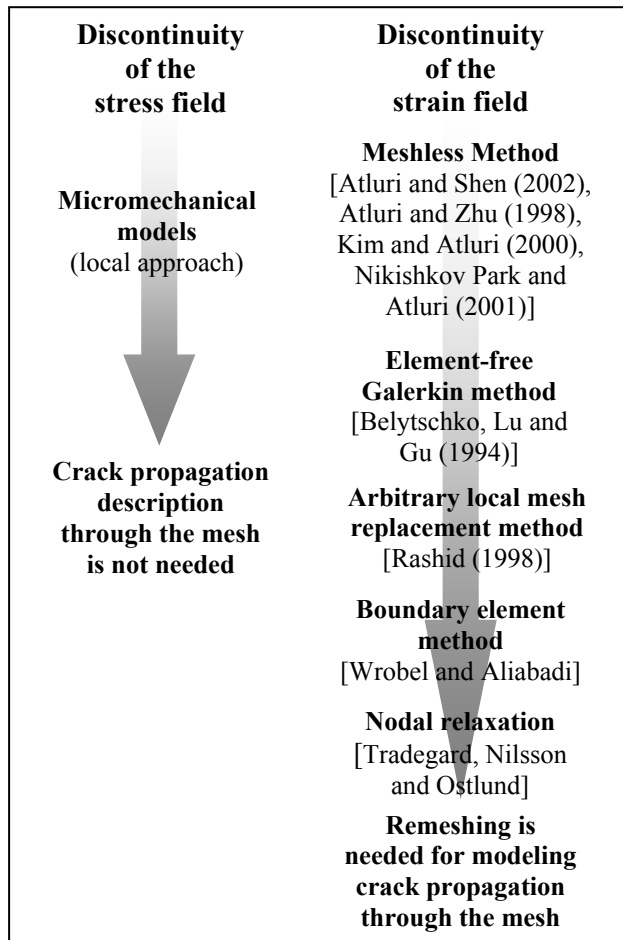 Discontinuity
of the
stress field
Micromechanical
models
(local approach)
Crack propagation
description
through the mesh
is not needed
Discontinuity
of the
strain field
Meshless Method
[Atluri and Shen (2002),
Atluri and Zhu (1998),
Kim and Atluri (2000),
Nikishkov Park and
Atluri (2001)]
Element-free
Galerkin method
[Belytschko, Lu and
Gu (1994)]
Arbitrary local mesh
replacement method
[Rashid (1998)]
Boundary element
method
[Wrobel and Aliabadi]
Nodal relaxation
[Tradegard, Nilsson
and Ostlund]
Remeshing is
needed for modeling
crack propagation
through the mesh